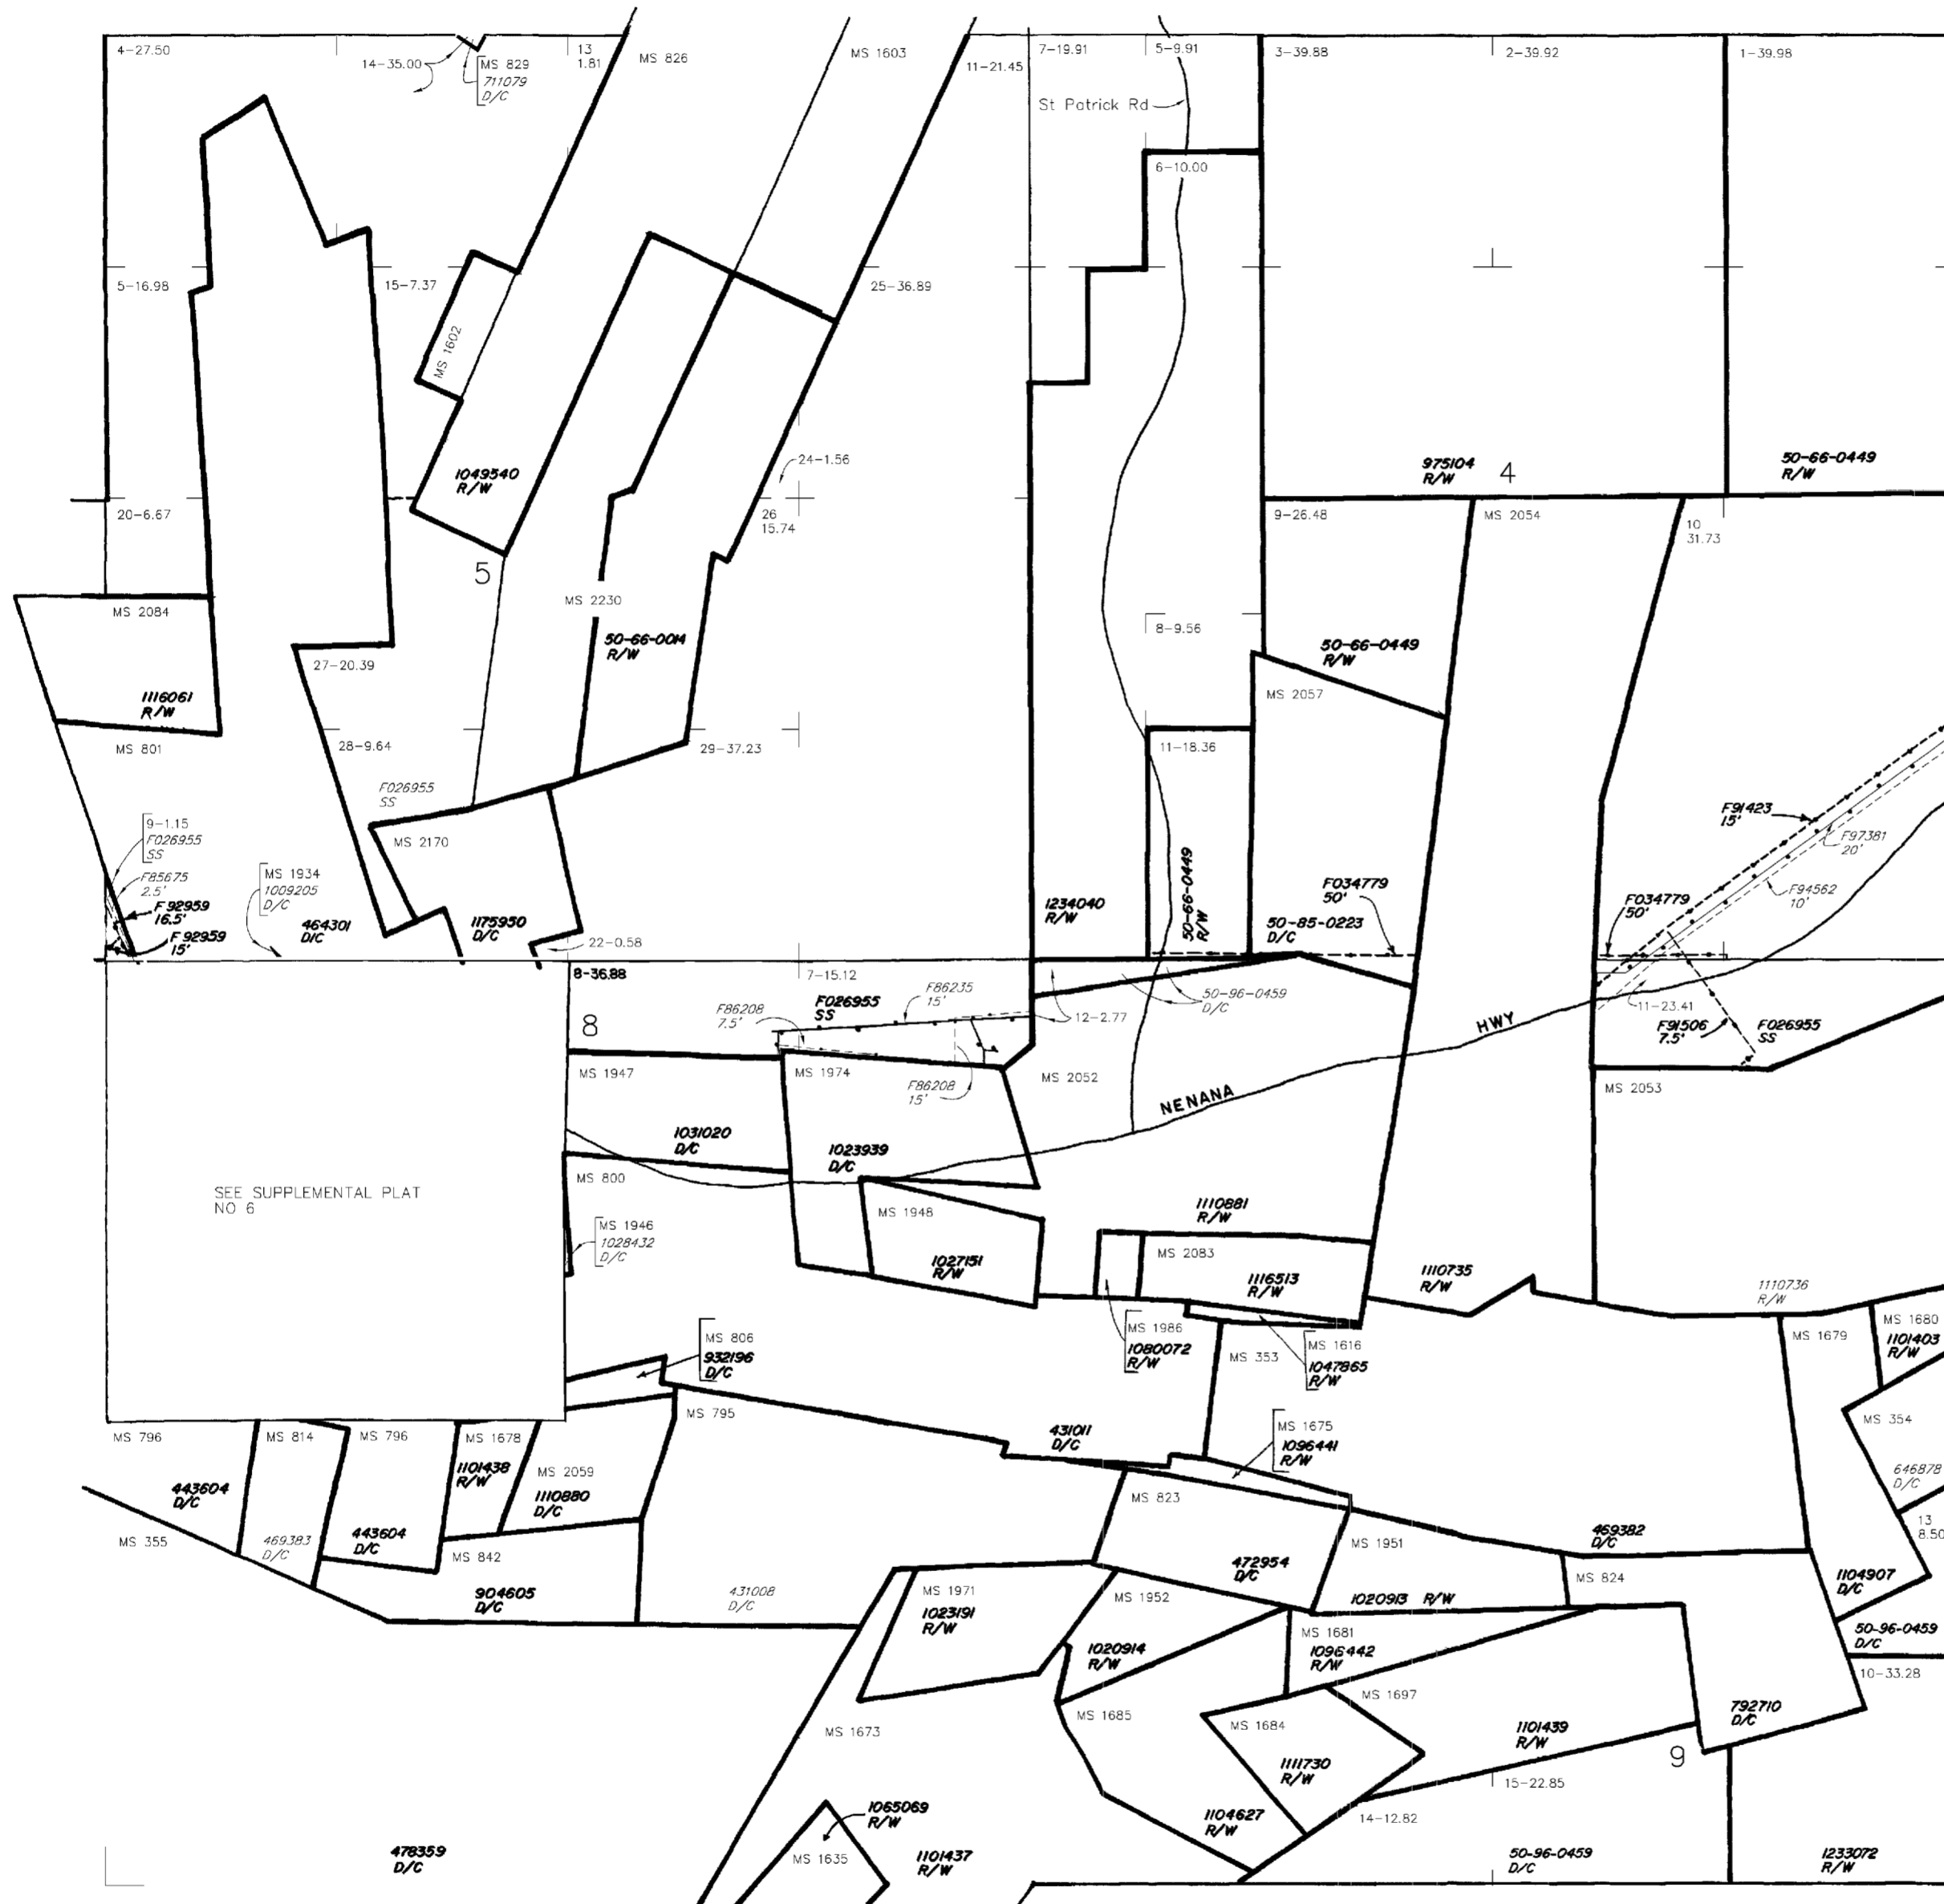 4-27.50
14-35.00
MS 829
711079
D/C
13
1.81
MS 826
MS 1603
11-21.45
7-19.91
5-9.91
3-39.88
2-39.92
1-39.98
St Patrick Rd
6-10.00
5-16.98
15-7.37
MS 1602
25-36.89
1049540
R/W
24-1.56
975104
R/W
4
50-66-0449
R/W
20-6.67
26
15.74
9-26.48
MS 2054
10
31.73
5
MS 2084
MS 2230
50-66-0014
R/W
8-9.56
50-66-0449
R/W
27-20.39
1116061
R/W
MS 2057
MS 801
28-9.64
29-37.23
11-18.36
F026955
SS
9-1.15
F026955
SS
MS 2170
F91423
15'
F97381
20'
F85675
2.5'
MS 1934
1009205
D/C
F94562
10'
F92959
16.5'
F92959
15'
464301
D/C
1175950
D/C
22-0.58
1234040
R/W
50-66-0449
R/W
F034779
50'
50-85-0223
D/C
F034779
50'
8-36.88
7-15.12
F86235
15'
F026955
SS
F86208
7.5'
50-96-0459
D/C
12-2.77
11-23.41
F91506
7.5'
F026955
SS
8
HWY
MS 1947
MS 1974
F86208
15'
MS 2052
NENANA
MS 2053
1031020
D/C
1023939
D/C
SEE SUPPLEMENTAL PLAT
NO 6
MS 800
MS 1948
1110881
R/W
MS 1946
1028432
D/C
1027151
R/W
MS 2083
1116513
R/W
1110735
R/W
1110736
R/W
MS 806
932196
D/C
MS 1986
1080072
R/W
MS 353
MS 1616
1047865
R/W
MS 1679
MS 1680
1101403
R/W
MS 795
431011
D/C
MS 1675
1096441
R/W
MS 354
MS 796
MS 814
MS 796
MS 1678
1101438
R/W
MS 2059
1110880
D/C
443604
D/C
646878
D/C
MS 823
13
8.50
MS 355
469383
D/C
443604
D/C
MS 842
469382
D/C
MS 1951
472954
D/C
904605
D/C
431008
D/C
MS 1971
1023191
R/W
MS 1952
1020913 R/W
MS 824
1104907
D/C
1020914
R/W
MS 1681
1096442
R/W
50-96-0459
D/C
10-33.28
MS 1673
MS 1685
MS 1684
MS 1697
792710
D/C
1101439
R/W
9
1111730
R/W
15-22.85
1065069
R/W
1104627
R/W
14-12.82
MS 1635
478359
D/C
1101437
R/W
50-96-0459
D/C
1233072
R/W